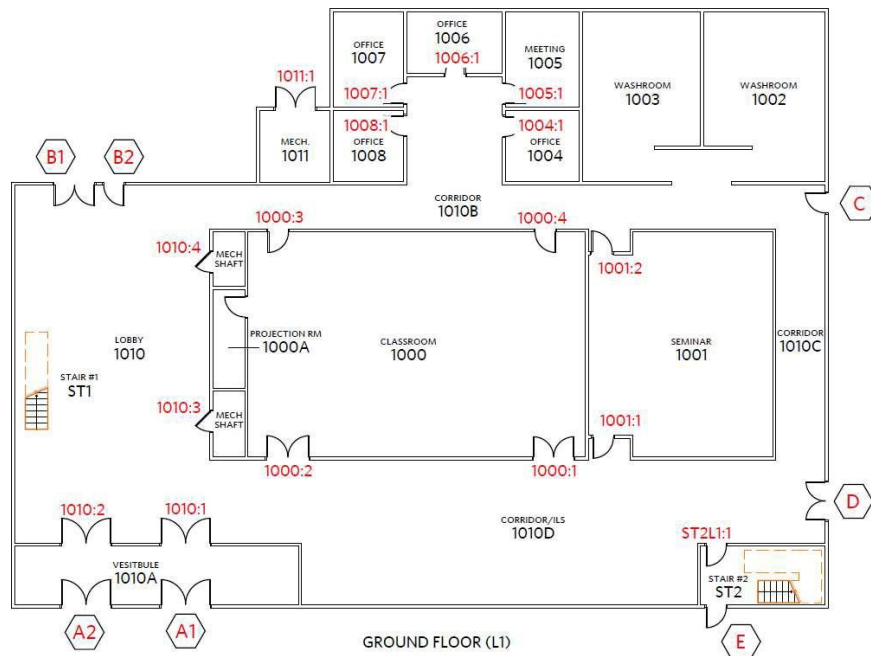 OFFICE
1007
OFFICE
1006
1006:1
MEETING
1005
WASHROOM
1003
WASHROOM
1002
1011:1
1007:1
1005:1
1008:1
1004:1
MECH.
1011
OFFICE
1008
OFFICE
1004
B1
B2
C
CORRIDOR
1010B
1000:3
1000:4
1010:4
MECH
SHAFT
1001:2
PROJECTION RM
1000A
LOBBY
1010
CLASSROOM
1000
SEMINAR
1001
CORRIDOR
1010C
STAIR #1
ST1
1010:3
MECH
SHAFT
1001:1
1000:2
1000:1
1010:2
1010:1
D
CORRIDOR/ILS
1010D
ST2L1:1
VESITBULE
1010A
STAIR #2
ST2
A2
A1
E
GROUND FLOOR (L1)